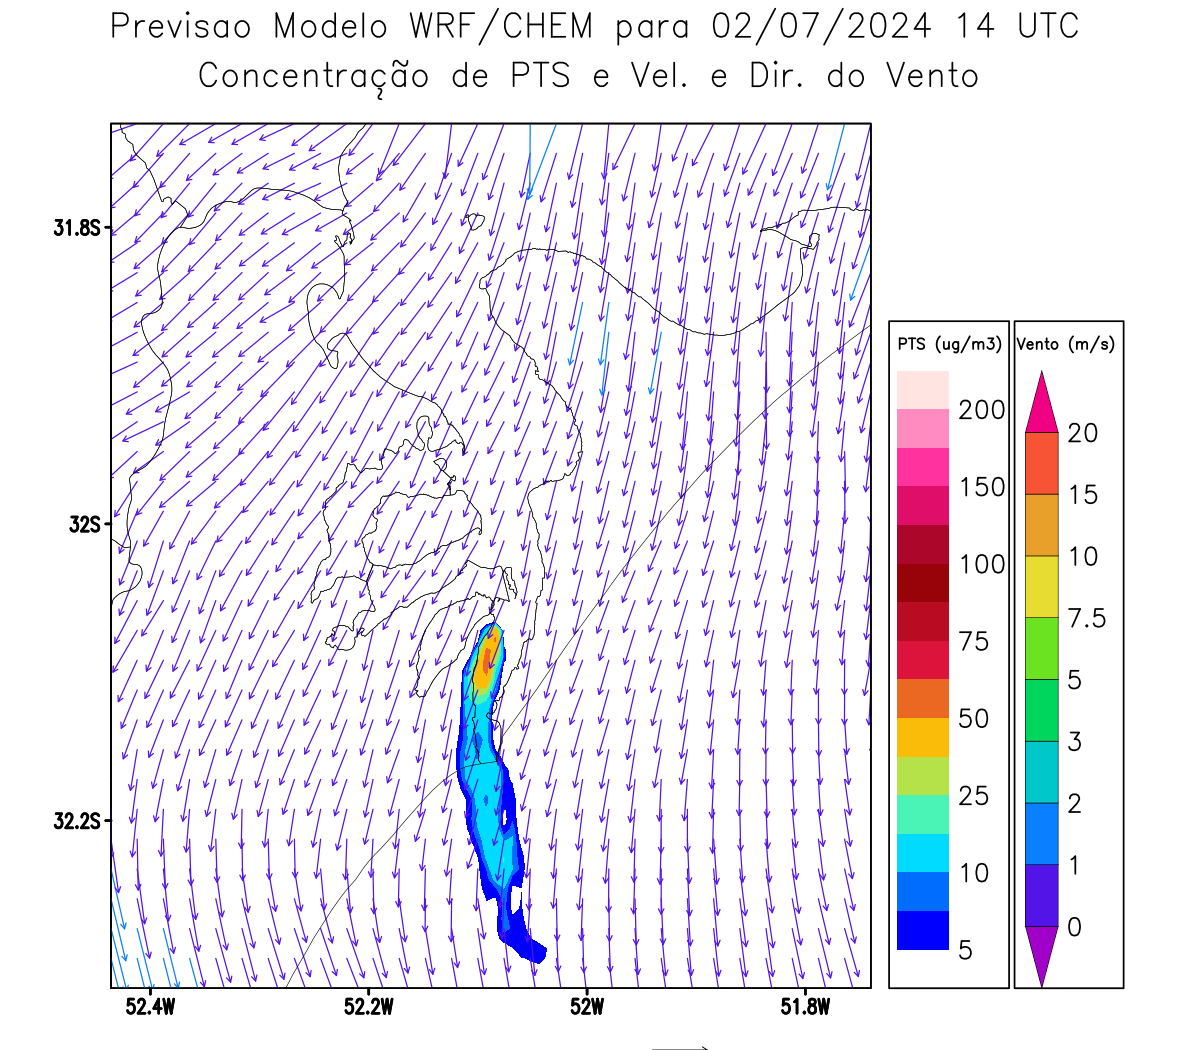 Previsao Modelo WRF/CHEM para 02/07/2024 14 UTC
Concentração de PTS e Vel. e Dir. do Vento
31.8S
32S
32.2S
52.4W
52.2W
52W
51.8W
PTS (ug/m3)
200
150
100
75
50
25
10
5
Vento (m/s)
20
15
10
7.5
5
3
2
1
0